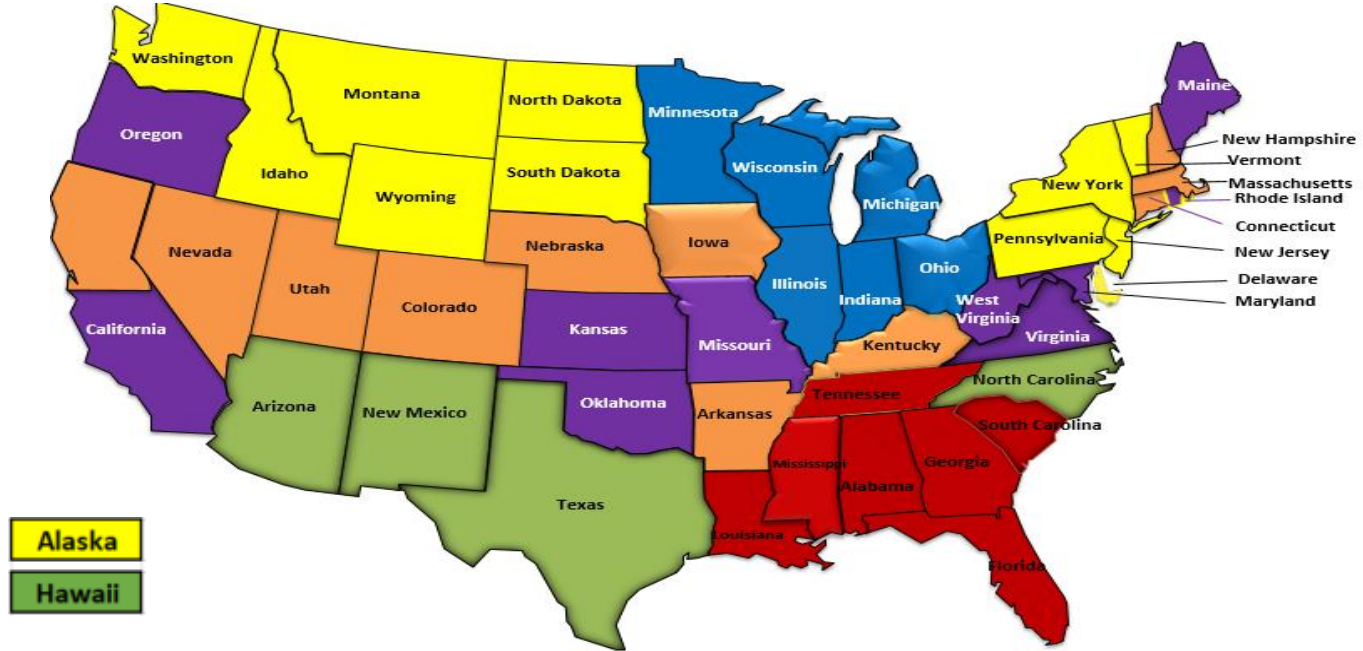 Washington
Montana
North Dakota
Minnesota
Maine
Oregon
Idaho
Wyoming
South Dakota
Wisconsin
Michigan
New York
New Hampshire
Vermont
Massachusetts
Rhode Island
Connecticut
Nevada
Utah
Colorado
Nebraska
Iowa
Illinois
Indiana
Ohio
Pennsylvania
New Jersey
Delaware
Maryland
California
Kansas
Missouri
Kentucky
West
Virginia
Virginia
Arizona
New Mexico
Oklahoma
Arkansas
Tennessee
North Carolina
South Carolina
Texas
Louisiana
Mississippi
Alabama
Georgia
Florida
Alaska
Hawaii